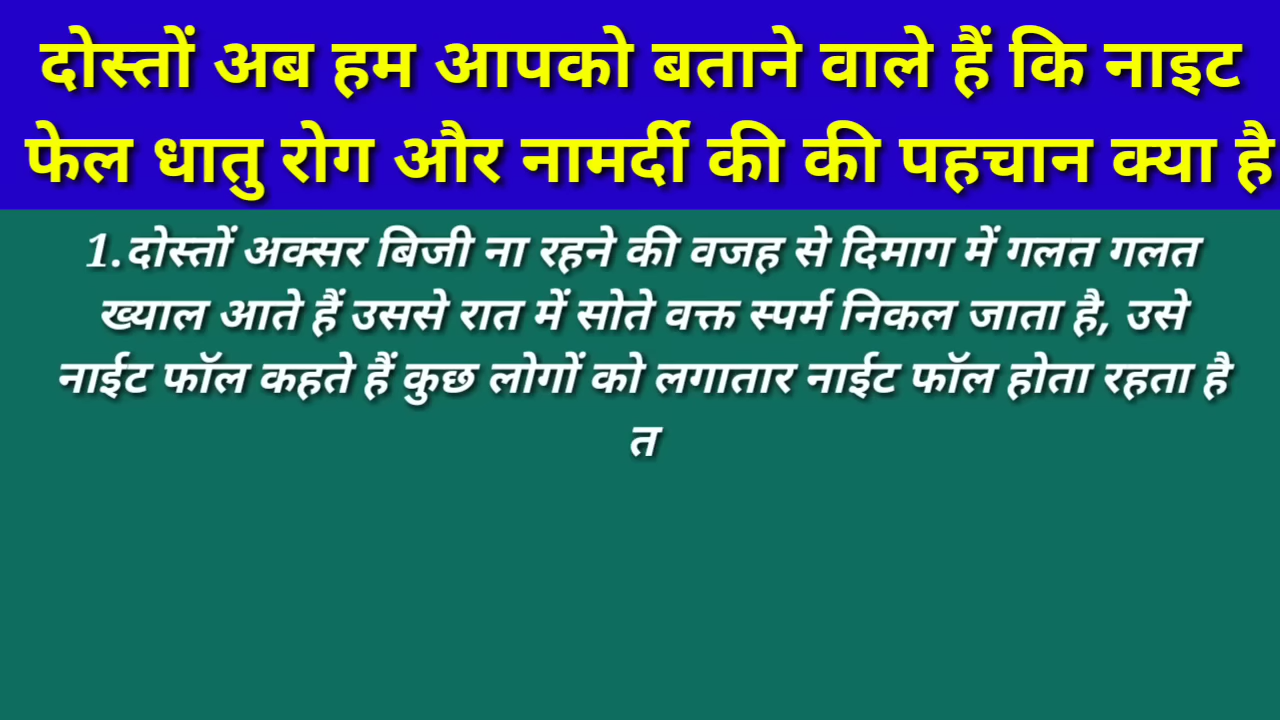 दोस्तों अब हम आपको बताने वाले हैं कि नाइट
फेल धातु रोग और नामर्दी की की पहचान क्या है
1.दोस्तों अक्सर बिजी ना रहने की वजह से दिमाग में गलत गलत
ख्याल आते हैं उससे रात में सोते वक्त स्पर्म निकल जाता है, उसे
नाईट फॉल कहते हैं कुछ लोगों को लगातार नाईट फॉल होता रहता है
त